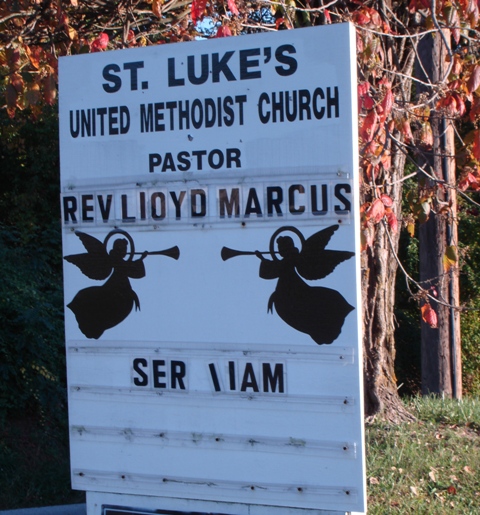 ST. LUKE'S
UNITED METHODIST CHURCH
PASTOR
REV LIOYD MARCUS
SER \IAM